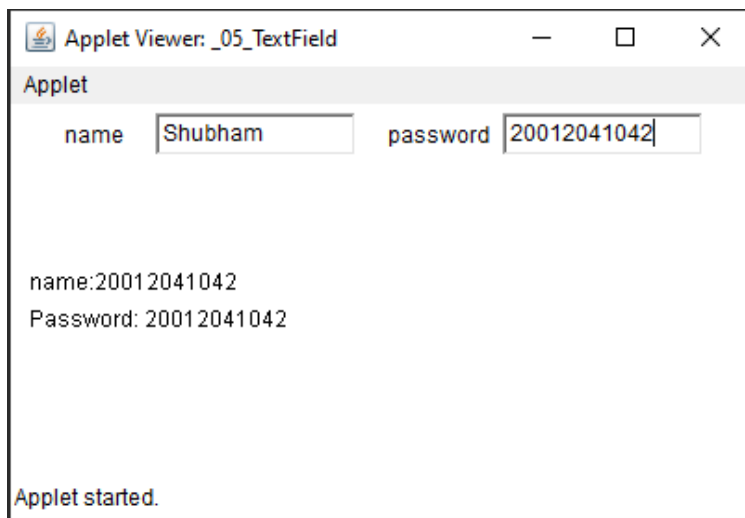 Applet Viewer: _05_TextField
Applet
name Shubham password 20012041042
name:20012041042
Password: 20012041042
Applet started.